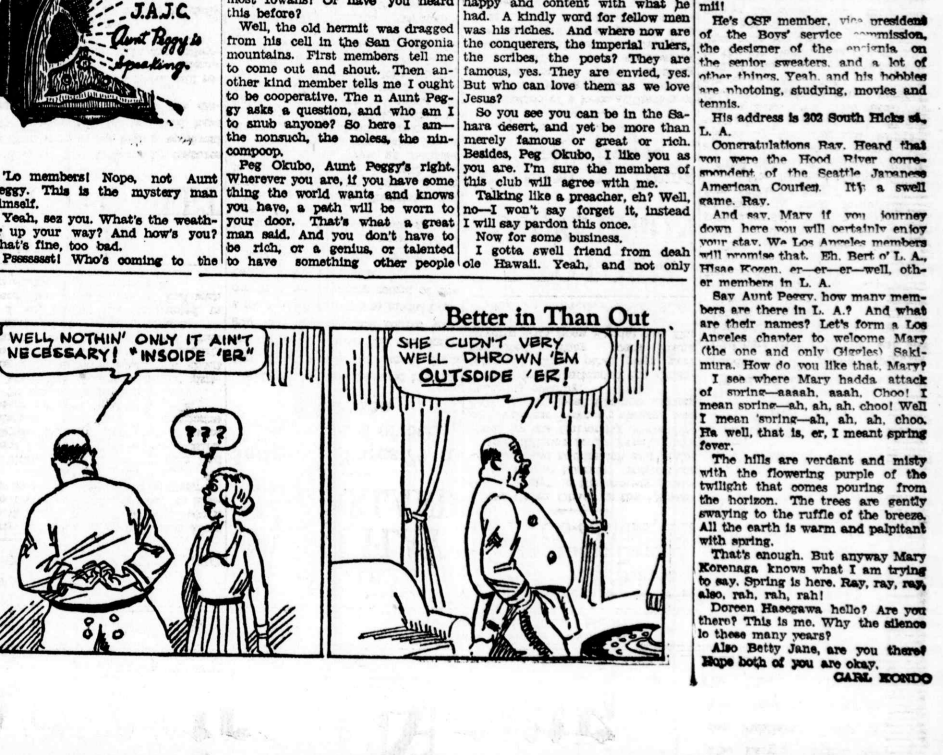 J.A.J.C.
Aunt Peggy is
Speaking.
'Lo members! Nope, not Aunt
eggy. This is the mystery man
imself.
Yeah, sez you. What's the weath-
r up your way? And how's you?
hat's fine, too bad.
Psssssst! Who's coming to the
most Iowans! Or have you heard
this before?
Well, the old hermit was dragged
from his cell in the San Gorgonia
mountains. First members tell me
to come out and shout. Then an-
other kind member tells me I ought
to be cooperative. The n Aunt Peg-
gy asks a question, and who am I
to snub anyone? So here I am—
the nonsuch, the noless, the nin-
compoop.
Peg Okubo, Aunt Peggy's right.
Wherever you are, if you have some
thing the world wants and knows
you have, a path will be worn to
your door. That's what a great
man said. And you don't have to
be rich, or a genius, or talented
to have something other people
happy and content with what he
had. A kindly word for fellow men
was his riches. And where now are
the conquerers, the imperial rulers,
the scribes, the poets? They are
famous, yes. They are envied, yes.
But who can love them as we love
Jesus?
So you see you can be in the Sa-
hara desert, and yet be more than
merely famous or great or rich.
Besides, Peg Okubo, I like you as
you are. I'm sure the members of
this club will agree with me.
Talking like a preacher, eh? Well,
no—I won't say forget it, instead
I will say pardon this once.
Now for some business.
I gotta swell friend from deah
ole Hawaii. Yeah, and not only
mit!
He's CSF member, vice president
of the Boys' service commission,
the designer of the ensignia on
the senior sweaters, and a lot of
other things. Yeah, and his hobbies
are photoing, studying, movies and
tennis.
His address is 202 South Hicks st.,
L. A.
Congratulations Ray. Heard that
you were the Hood River corre-
spondent of the Seattle Japanese
American Courier. It's a swell
game, Ray.
And say, Mary if you journey
down here you will certainly enjoy
your stay. We Los Angeles members
will promise that. Eh, Bert o' L. A.,
Hisae Kozen, er—er—er—well, oth-
er members in L. A.
Say Aunt Peggy, how many mem-
bers are there in L. A.? And what
are their names? Let's form a Los
Angeles chapter to welcome Mary
(the one and only Giggles) Saki-
mura. How do you like that, Mary?
I see where Mary hadda attack
of spring—aaaah, aaah, Choo! I
mean spring—ah, ah, ah, choo! Well
I mean 'spring—ah, ah, ah, choo.
Ha well, that is, er, I meant spring
fever.
The hills are verdant and misty
with the flowering purple of the
twilight that comes pouring from
the horizon. The trees are gently
swaying to the ruffle of the breeze.
All the earth is warm and palpitant
with spring.
That's enough. But anyway Mary
Korenaga knows what I am trying
to say. Spring is here. Ray, ray, ray,
also, rah, rah, rah!
Doreen Hasegawa hello? Are you
there? This is me. Why the silence
lo these many years?
Also Betty Jane, are you there?
Hope both of you are okay.
CARL KONDO
Better in Than Out
WELL, NOTHIN' ONLY IT AIN'T
NECESSARY! "INSOIDE 'ER"
???
SHE CUDN'T VERY
WELL DHROWN 'EM
OUTSOIDE 'ER!